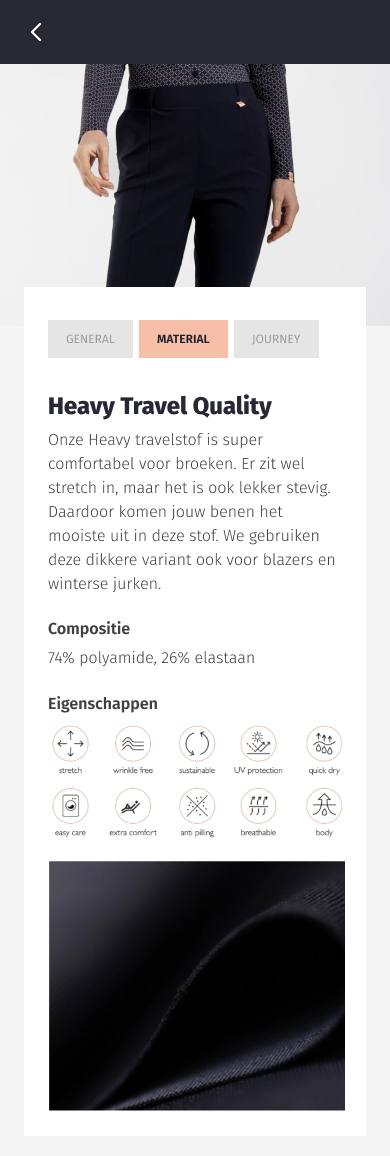 GENERAL
MATERIAL
JOURNEY
Heavy Travel Quality
Onze Heavy travelstof is super
comfortabel voor broeken. Er zit wel
stretch in, maar het is ook lekker stevig.
Daardoor komen jouw benen het
mooiste uit in deze stof. We gebruiken
deze dikkere variant ook voor blazers en
winterse jurken.
Compositie
74% polyamide, 26% elastaan
Eigenschappen
stretch
wrinkle free
sustainable
UV protection
quick dry
easy care
extra comfort
anti pilling
breathable
body